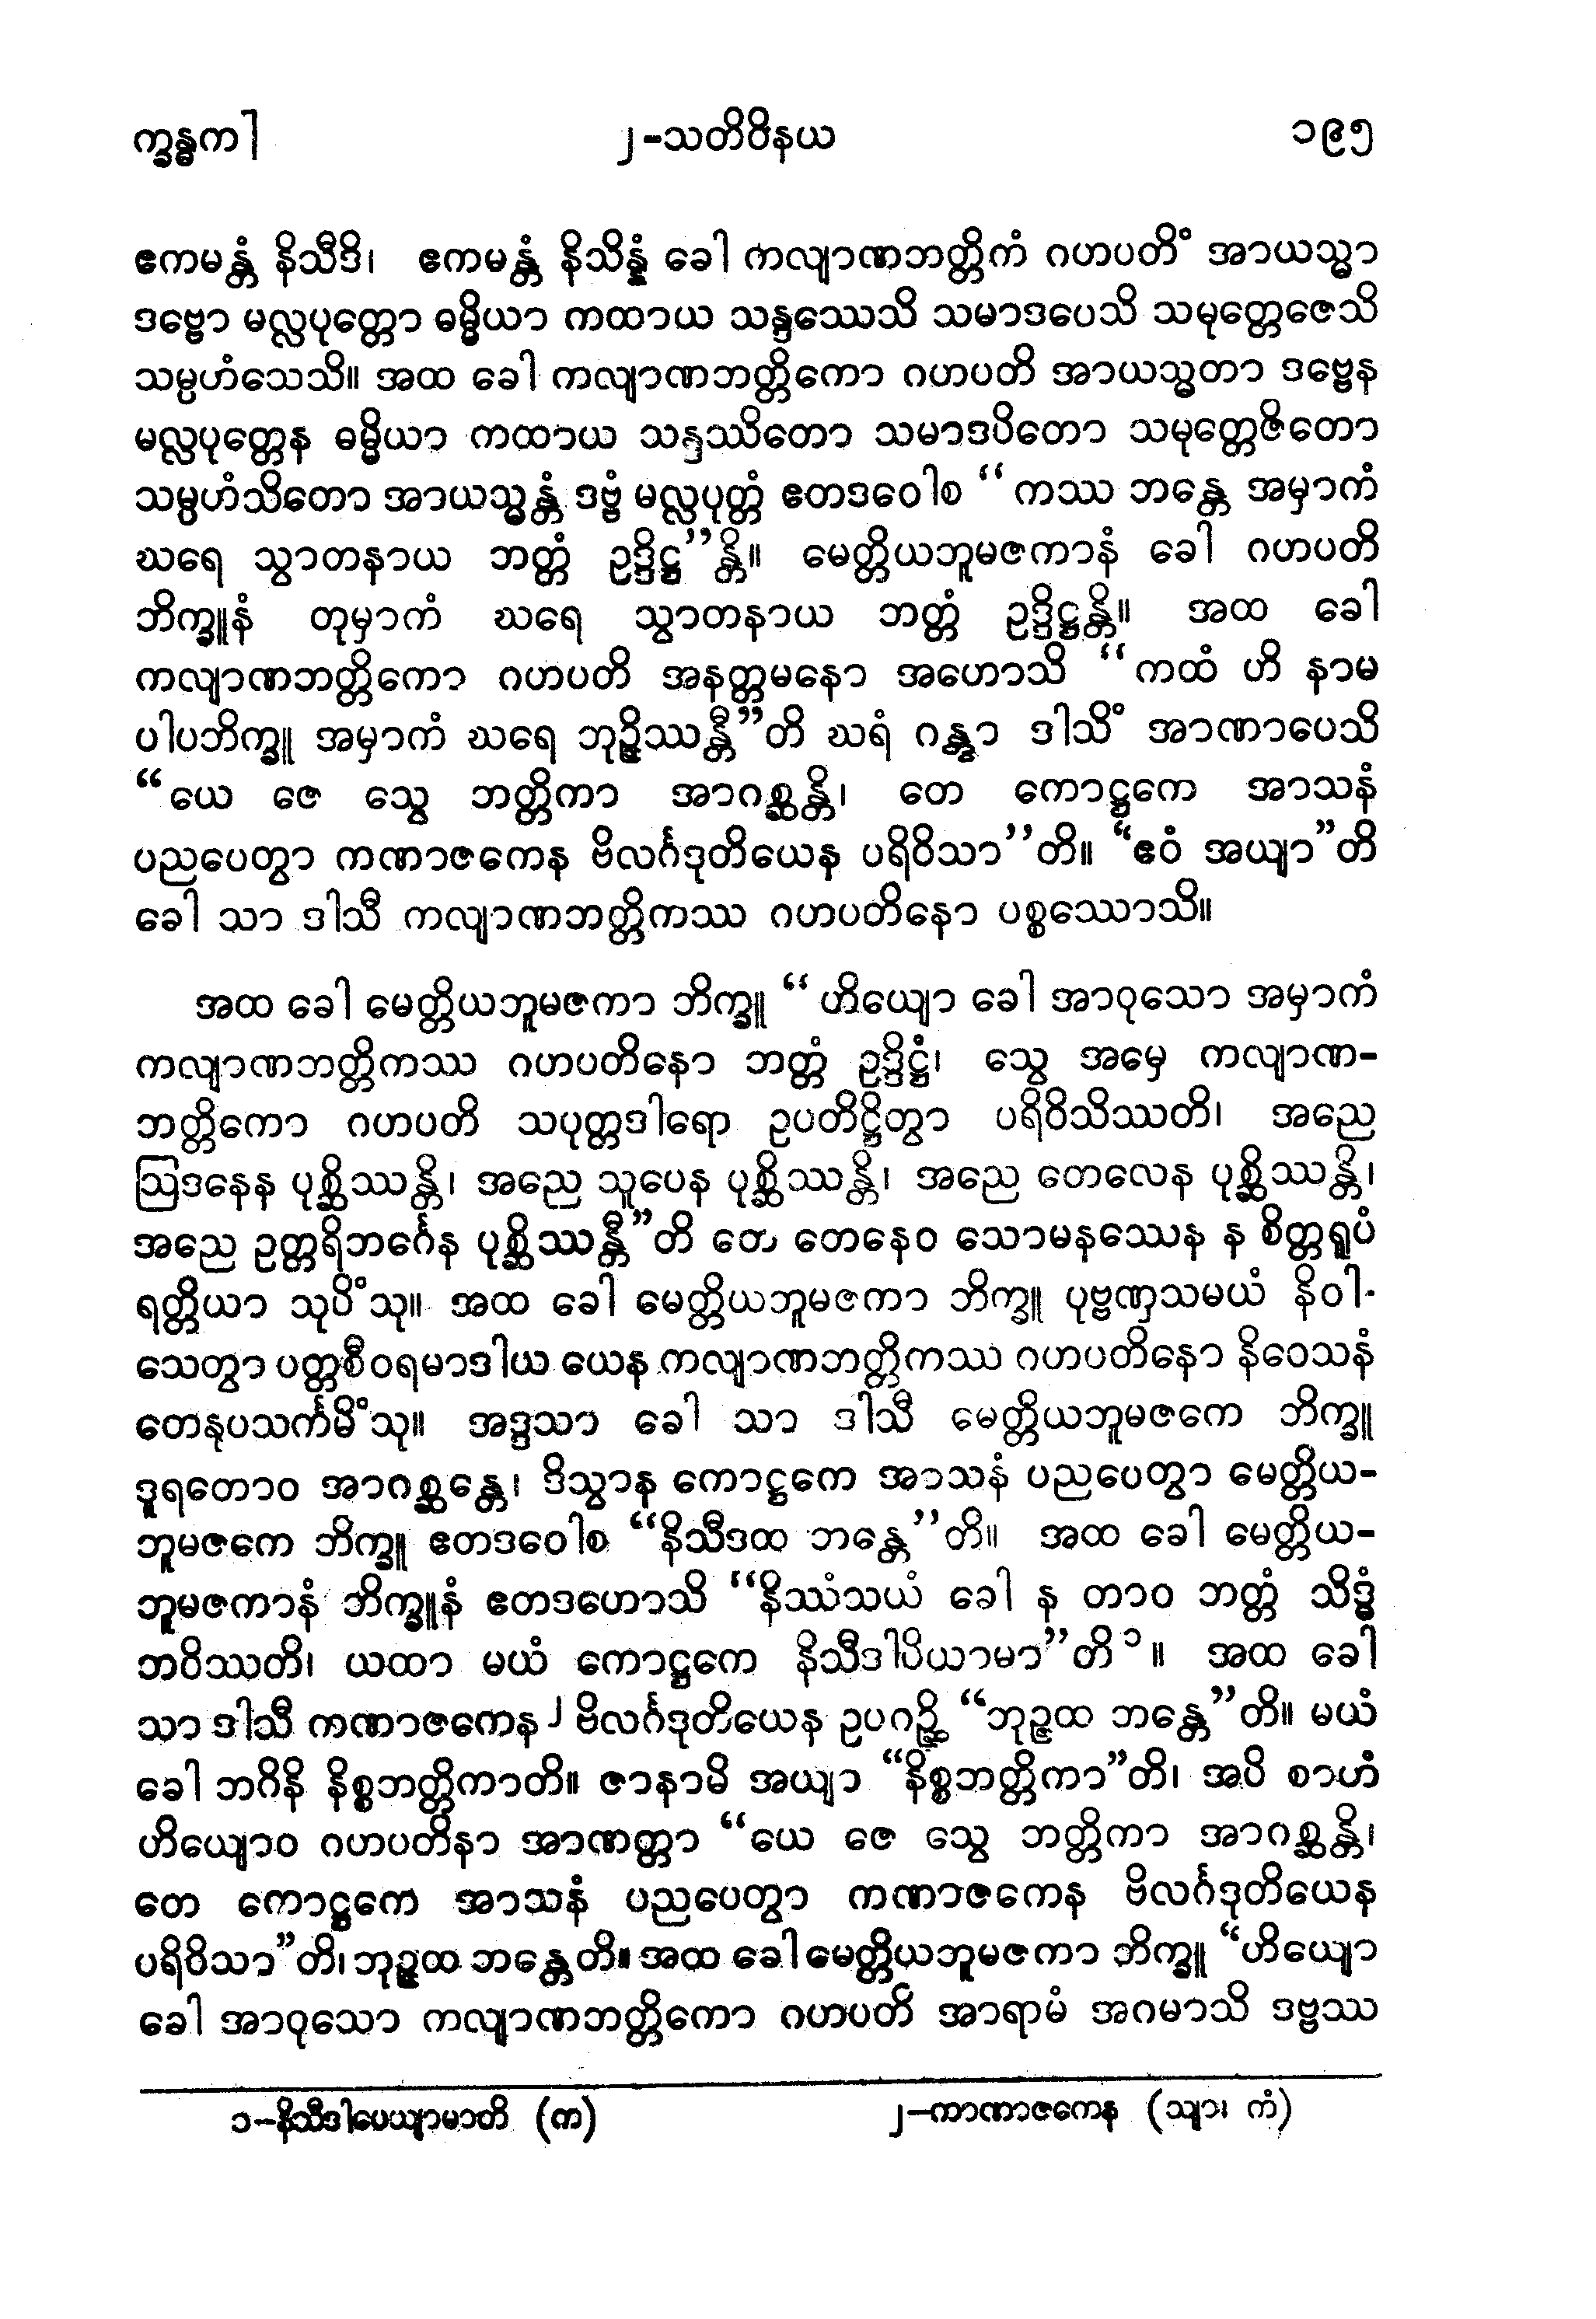 က္ခန္ဓက] ၂-သတိဝိနယ ၁၉၅
ဧကမန္တံ နိသီဒိ၊ ဧကမန္တံ နိသိန္နံ ခေါ ကလျာဏဘတ္တိကံ ဂဟပတိံ အာယသ္မာ
ဒဗ္ဗော မလ္လပုတ္တော ဓမ္မိယာ ကထာယ သန္ဒဿေသိ သမာဒပေသိ သမုတ္တေဇေသိ
သမ္ပဟံသေသိ။ အထ ခေါ ကလျာဏဘတ္တိကော ဂဟပတိ အာယသ္မတာ ဒဗ္ဗေန
မလ္လပုတ္တေန ဓမ္မိယာ ကထာယ သန္ဒဿိတော သမာဒပိတော သမုတ္တေဇိတော
သမ္ပဟံသိတော အာယသ္မန္တံ ဒဗ္ဗံ မလ္လပုတ္တံ ဧတဒဝေါစ “ကဿ ဘန္တေ အမှာကံ
ဃရေ သွာတနာယ ဘတ္တံ ဥဒ္ဒိဋ္ဌ”န္တိ။ မေတ္တိယဘူမဇကာနံ ခေါ ဂဟပတိ
ဘိက္ခူနံ တုမှာကံ ဃရေ သွာတနာယ ဘတ္တံ ဥဒ္ဒိဋ္ဌန္တိ။ အထ ခေါ
ကလျာဏဘတ္တိကော ဂဟပတိ အနတ္တမနော အဟောသိ “ကထံ ဟိ နာမ
ပါပဘိက္ခူ အမှာကံ ဃရေ ဘုဉ္ဇိဿန္တီ”တိ ဃရံ ဂန္တွာ ဒါသိံ အာဏာပေသိ
“ယေ ဇေ သွေ ဘတ္တိကာ အာဂစ္ဆန္တိ၊ တေ ကောဋ္ဌကေ အာသနံ
ပညပေတွာ ကဏာဇကေန ဗိလင်္ဂဒုတိယေန ပရိဝိသာ”တိ။ “ဧဝံ အယျာ”တိ
ခေါ သာ ဒါသီ ကလျာဏဘတ္တိကဿ ဂဟပတိနော ပစ္စဿောသိ။
အထ ခေါ မေတ္တိယဘူမဇကာ ဘိက္ခူ “ဟိယျော ခေါ အာဝုသော အမှာကံ
ကလျာဏဘတ္တိကဿ ဂဟပတိနော ဘတ္တံ ဥဒ္ဒိဋ္ဌံ၊ သွေ အမှေ ကလျာဏ-
ဘတ္တိကော ဂဟပတိ သပုတ္တဒါရော ဥပတိဋ္ဌိတွာ ပရိဝိသိဿတိ၊ အညေ
ဩဒနေန ပုစ္ဆိဿန္တိ၊ အညေ သူပေန ပုစ္ဆိဿန္တိ၊ အညေ တေလေန ပုစ္ဆိဿန္တိ၊
အညေ ဥတ္တရိဘင်္ဂေန ပုစ္ဆိဿန္တီ”တိ တေ တေနေဝ သောမနဿေန န စိတ္တရူပံ
ရတ္တိယာ သုပိံသု။ အထ ခေါ မေတ္တိယဘူမဇကာ ဘိက္ခူ ပုဗ္ဗဏှသမယံ နိဝါ-
သေတွာ ပတ္တစီဝရမာဒါယ ယေန ကလျာဏဘတ္တိကဿ ဂဟပတိနော နိဝေသနံ
တေနုပသင်္ကမိံသု။ အဒ္ဒသာ ခေါ သာ ဒါသီ မေတ္တိယဘူမဇကေ ဘိက္ခူ
ဒူရတောဝ အာဂစ္ဆန္တေ၊ ဒိသွာန ကောဋ္ဌကေ အာသနံ ပညပေတွာ မေတ္တိယ-
ဘူမဇကေ ဘိက္ခူ ဧတဒဝေါစ “နိသီဒထ ဘန္တေ”တိ။ အထ ခေါ မေတ္တိယ-
ဘူမဇကာနံ ဘိက္ခူနံ ဧတဒဟောသိ “နိဿံသယံ ခေါ န တာဝ ဘတ္တံ သိဒ္ဓံ
ဘဝိဿတိ၊ ယထာ မယံ ကောဋ္ဌကေ နိသီဒါပိယာမာ”တိ ၁။ အထ ခေါ
သာ ဒါသီ ကဏာဇကေန ၂ ဗိလင်္ဂဒုတိယေန ဥပဂဉ္ဆိ “ဘုဉ္ဇထ ဘန္တေ”တိ။ မယံ
ခေါ ဘဂိနိ နိစ္စဘတ္တိကာတိ။ ဇာနာမိ အယျာ “နိစ္စဘတ္တိကာ”တိ၊ အပိ စာဟံ
ဟိယျောဝ ဂဟပတိနာ အာဏတ္တာ “ယေ ဇေ သွေ ဘတ္တိကာ အာဂစ္ဆန္တိ၊
တေ ကောဋ္ဌကေ အာသနံ ပညပေတွာ ကဏာဇကေန ဗိလင်္ဂဒုတိယေန
ပရိဝိသာ”တိ၊ ဘုဉ္ဇထ ဘန္တေတိ။ အထ ခေါ မေတ္တိယဘူမဇကာ ဘိက္ခူ “ဟိယျော
ခေါ အာဝုသော ကလျာဏဘတ္တိကော ဂဟပတိ အာရာမံ အဂမာသိ ဒဗ္ဗဿ
၁-နိသီဒါပေယျာမာတိ (က) ၂-ကာဏာဇကေန (သျာ၊ ကံ)